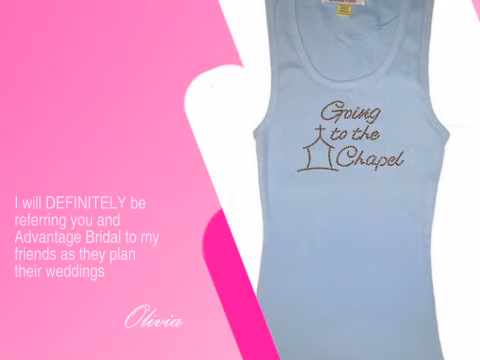 Going
to the
Chapel
I will DEFINITELY be
referring you and
Advantage Bridal to my
friends as they plan
their weddings
Olivia